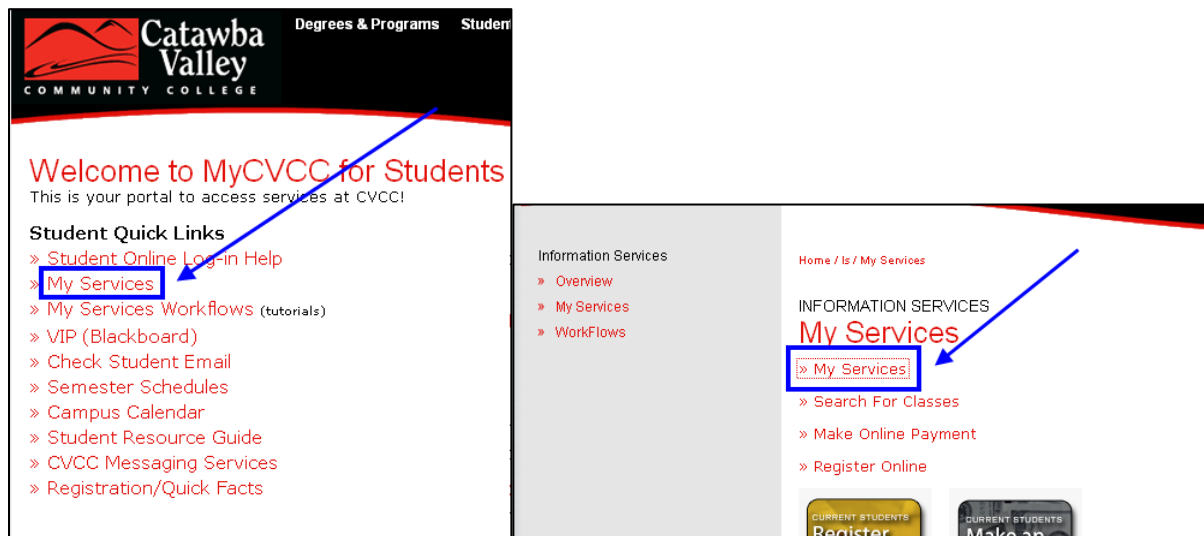 Catawba
Valley
COMMUNITY COLLEGE
Degrees & Programs
Welcome to MyCVCC for Students
This is your portal to access services at CVCC!
Student Quick Links
» Student Online Log-in Help
» My Services
» My Services Workflows (tutorials)
» VIP (Blackboard)
» Check Student Email
» Semester Schedules
» Campus Calendar
» Student Resource Guide
» CVCC Messaging Services
» Registration/Quick Facts
Information Services
» Overview
» My Services
» WorkFlows
Home / Is / My Services
INFORMATION SERVICES
My Services
» My Services
» Search For Classes
» Make Online Payment
» Register Online
CURRENT STUDENTS
Register
CURRENT STUDENTS
Make an